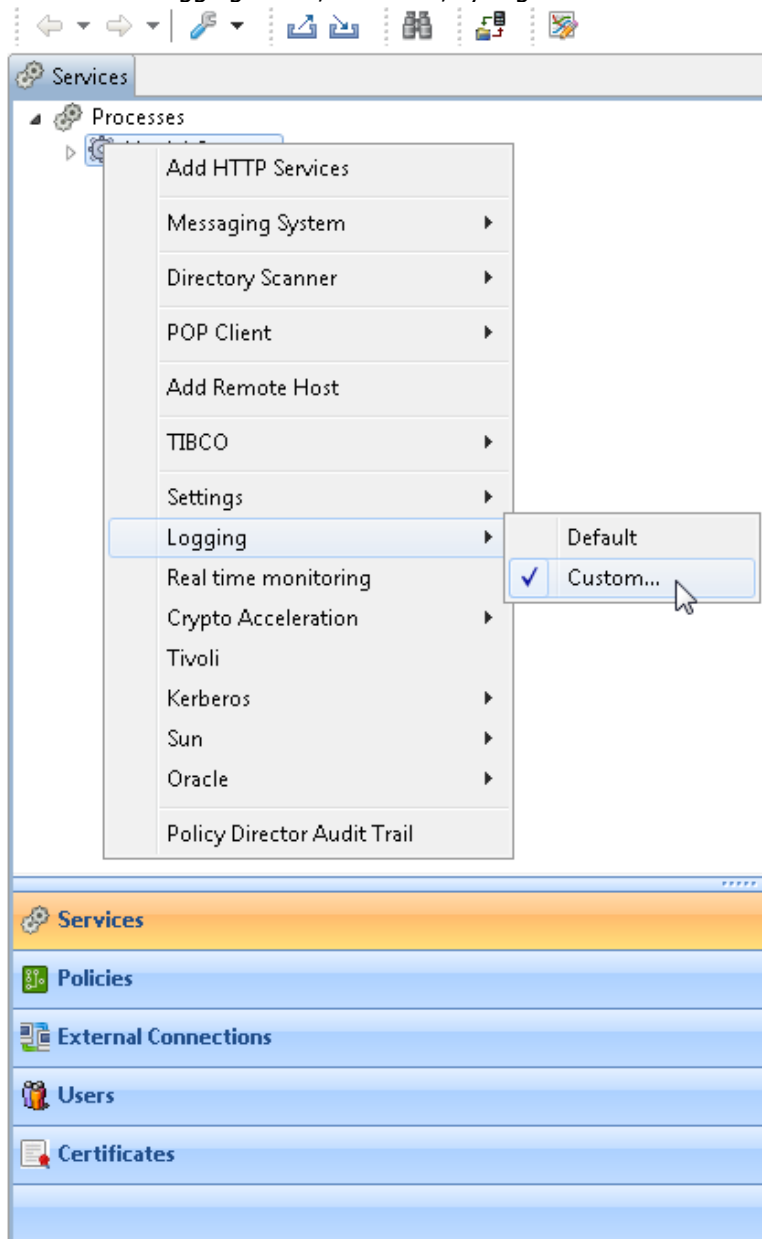 Services
Processes
Add HTTP Services
Messaging System
Directory Scanner
POP Client
Add Remote Host
TIBCO
Settings
Logging
Default
Real time monitoring
Custom...
Crypto Acceleration
Tivoli
Kerberos
Sun
Oracle
Policy Director Audit Trail
Services
Policies
External Connections
Users
Certificates